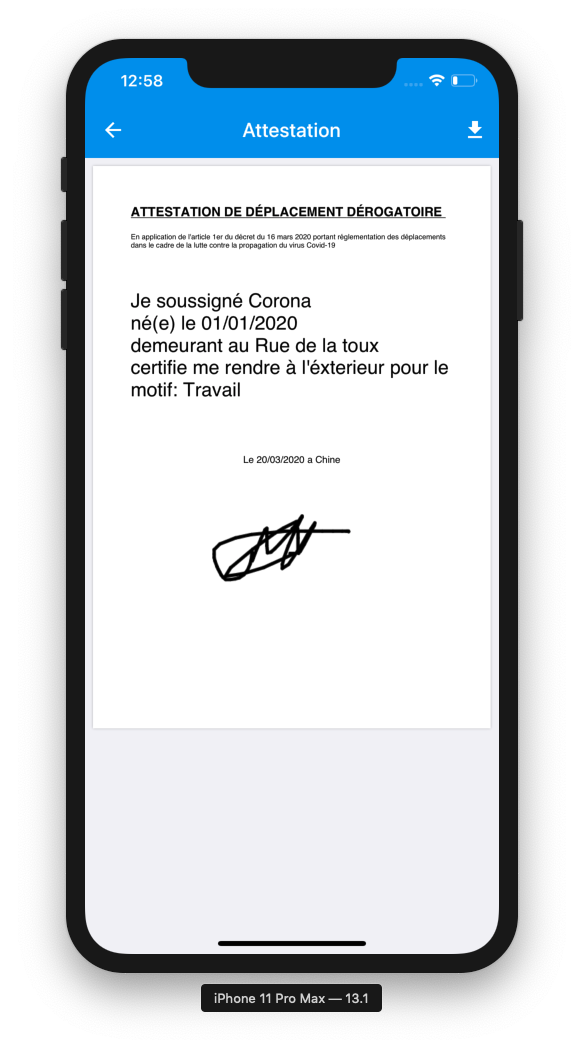 12:58
Attestation
ATTESTATION DE DÉPLACEMENT DÉROGATOIRE
En application de l'article 1er du décret du 16 mars 2020 portant réglementation des déplacements
dans le cadre de la lutte contre la propagation du virus Covid-19
Je soussigné Corona
né(e) le 01/01/2020
demeurant au Rue de la toux
certifie me rendre à l'éxterieur pour le
motif: Travail
Le 20/03/2020 a Chine
iPhone 11 Pro Max — 13.1